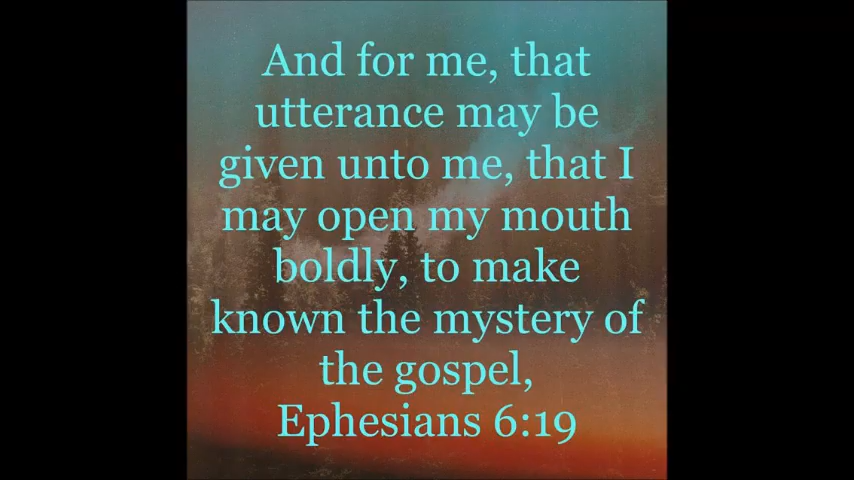 And for me, that
utterance may be
given unto me, that I
may open my mouth
boldly, to make
known the mystery of
the gospel,
Ephesians 6:19